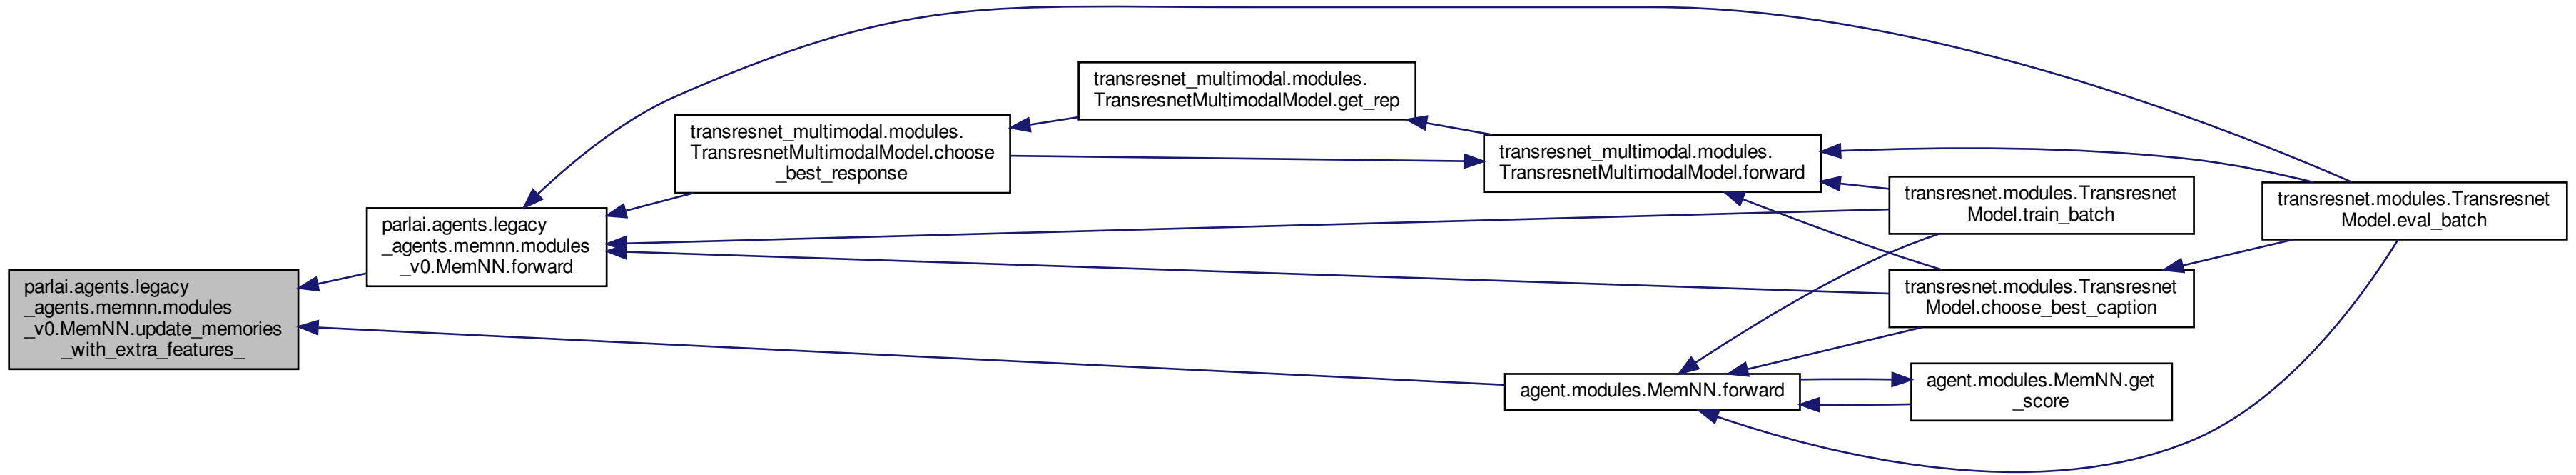 parlai.agents.legacy
_agents.memnn.modules
_v0.MemNN.update_memories
_with_extra_features_
parlai.agents.legacy
_agents.memnn.modules
_v0.MemNN.forward
transresnet_multimodal.modules.
TransresnetMultimodalModel.choose
_best_response
transresnet_multimodal.modules.
TransresnetMultimodalModel.get_rep
transresnet_multimodal.modules.
TransresnetMultimodalModel.forward
transresnet.modules.Transresnet
Model.train_batch
transresnet.modules.Transresnet
Model.choose_best_caption
transresnet.modules.Transresnet
Model.eval_batch
agent.modules.MemNN.forward
agent.modules.MemNN.get
_score